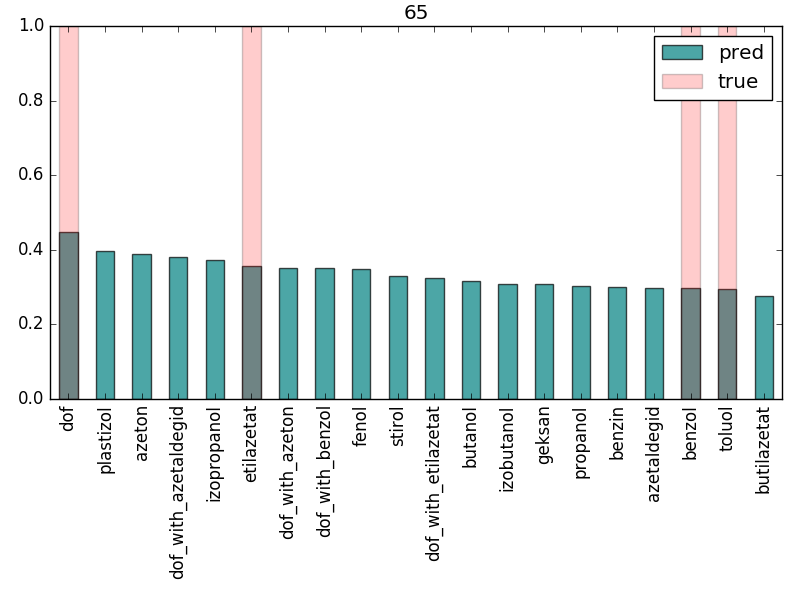 65
1.0
0.8
0.6
0.4
0.2
0.0
pred
true
dof
plastizol
azeton
dof_with_azetaldegid
izopropanol
etilazetat
dof_with_azeton
dof_with_benzol
fenol
stirol
dof_with_etilazetat
butanol
izobutanol
geksan
propanol
benzin
azetaldegid
benzol
toluol
butilazetat